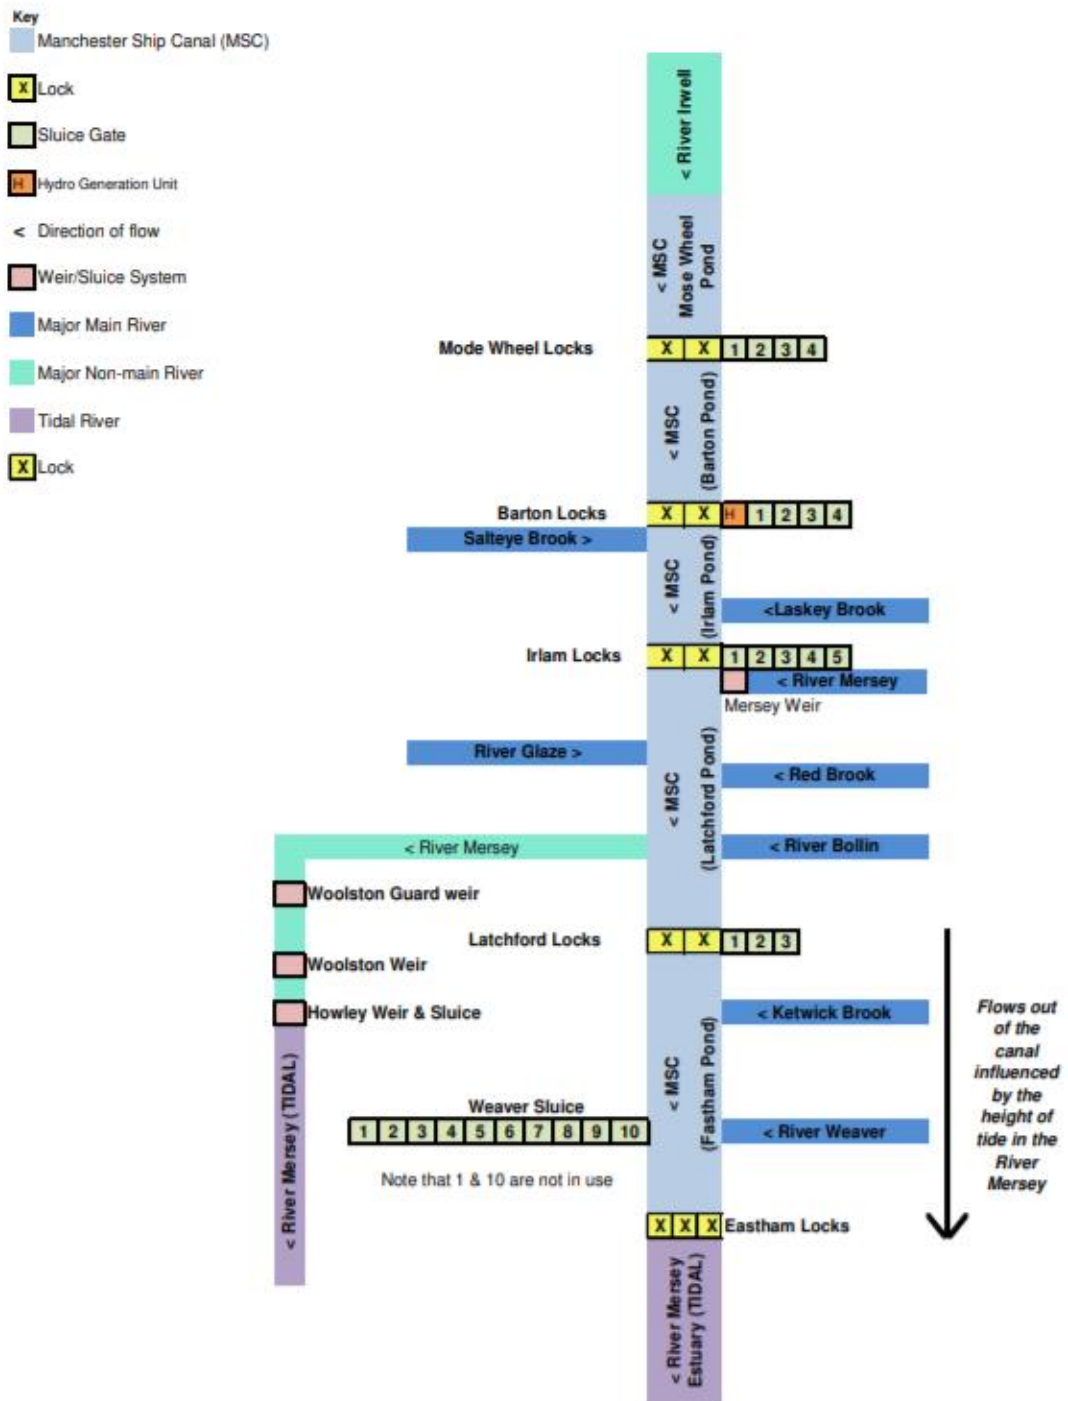 Key
Manchester Ship Canal (MSC)
X Lock
Sluice Gate
H Hydro Generation Unit
< Direction of flow
Weir/Sluice System
Major Main River
Major Non-main River
Tidal River
X Lock
< River Irwell
< MSC
Mose Wheel
Pond
Mode Wheel Locks
X X 1 2 3 4
< MSC
(Barton Pond)
Barton Locks
X X H 1 2 3 4
Salteye Brook >
< MSC
(Irlam Pond)
<Laskey Brook
Irlam Locks
X X 1 2 3 4 5
< River Mersey
Mersey Weir
River Glaze >
< MSC
(Latchford Pond)
< Red Brook
< River Mersey
< River Bollin
Woolston Guard weir
Latchford Locks
X X 1 2 3
Woolston Weir
Howley Weir & Sluice
< Ketwick Brook
< MSC
(Fastham Pond)
Flows out
of the
canal
influenced
by the
height of
tide in the
River
Mersey
< River Mersey (TIDAL)
Weaver Sluice
1 2 3 4 5 6 7 8 9 10
< River Weaver
Note that 1 & 10 are not in use
X X X Eastham Locks
< River Mersey
Estuary (TIDAL)